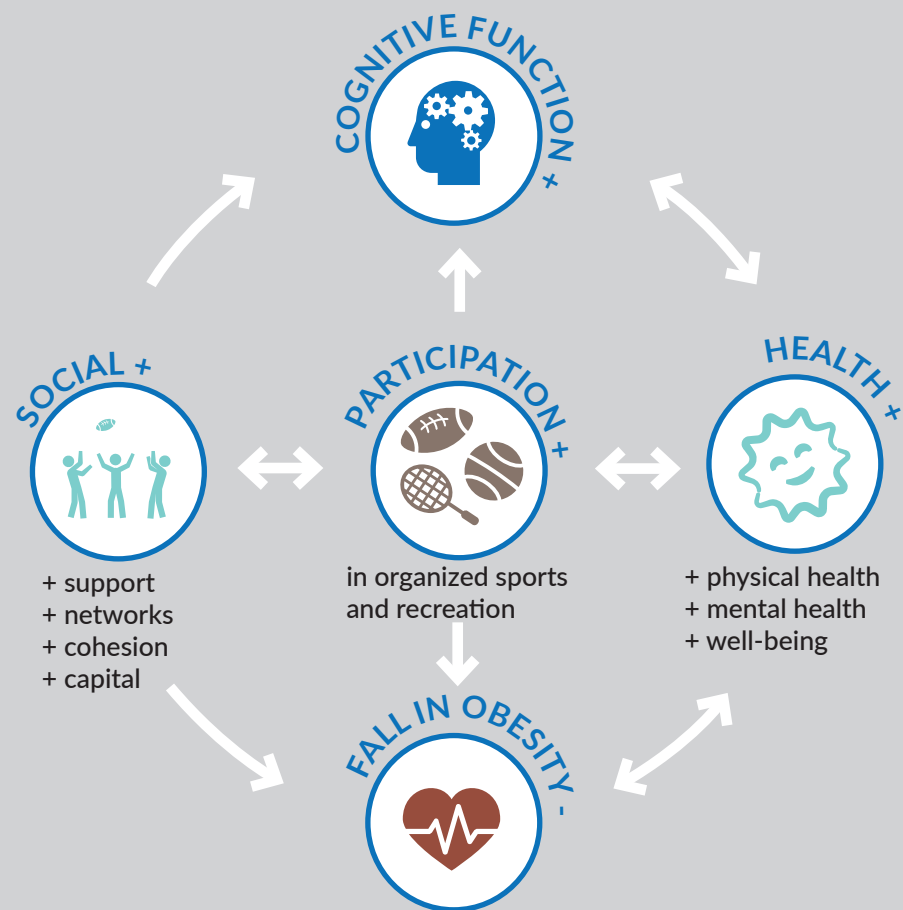 COGNITIVE FUNCTION +
SOCIAL +
PARTICIPATION +
HEALTH +
+ support
+ networks
+ cohesion
+ capital
in organized sports
and recreation
+ physical health
+ mental health
+ well-being
FALL IN OBESITY -